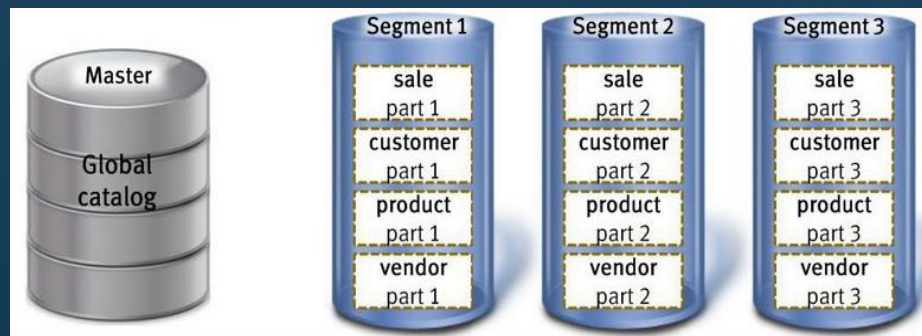 Master
Global
catalog
Segment 1
sale
part 1
customer
part 1
product
part 1
vendor
part 1
Segment 2
sale
part 2
customer
part 2
product
part 2
vendor
part 2
Segment 3
sale
part 3
customer
part 3
product
part 3
vendor
part 3